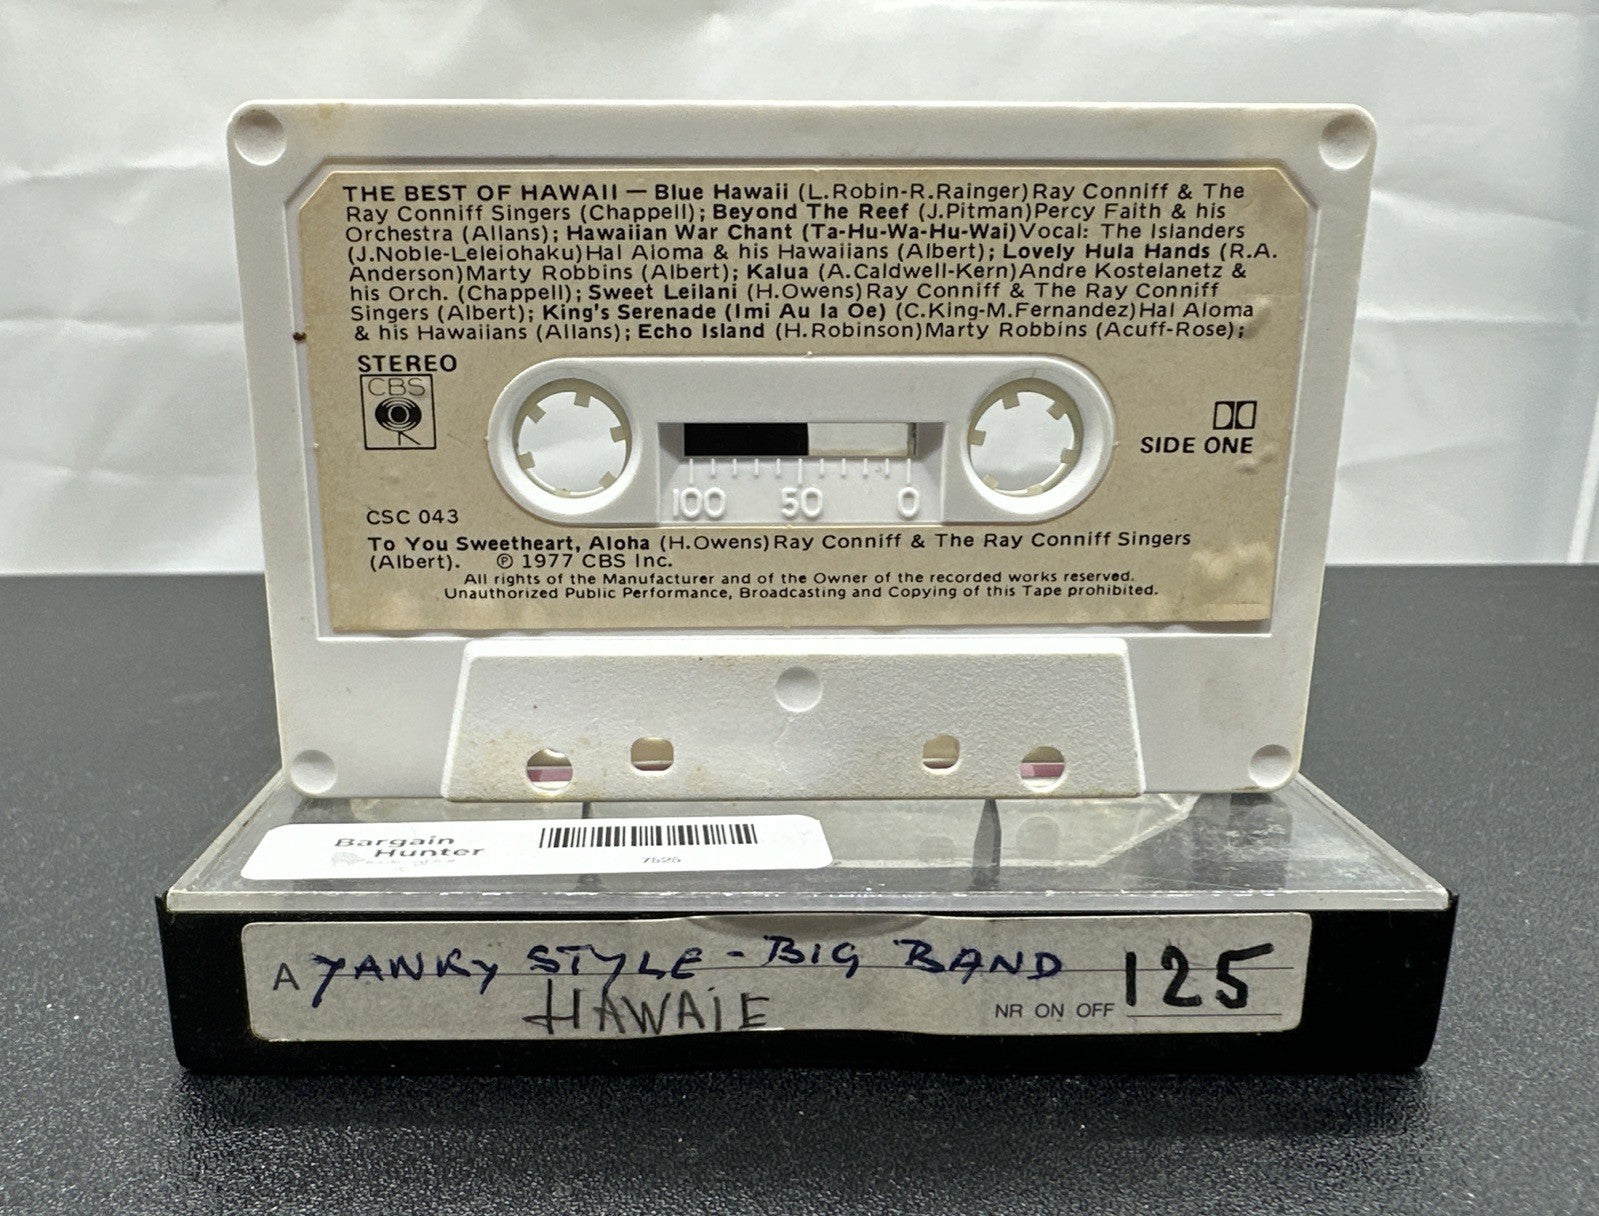 THE BEST OF HAWAII — Blue Hawaii (L.Robin-R.Rainger)Ray Conniff & The
Ray Conniff Singers (Chappell); Beyond The Reef (J.Pitman)Percy Faith & his
Orchestra (Allans); Hawaiian War Chant (Ta-Hu-Wa-Hu-Wai)Vocal: The Islanders
(J.Noble-Leleiohaku)Hal Aloma & his Hawaiians (Albert); Lovely Hula Hands (R.A.
Anderson)Marty Robbins (Albert); Kalua (A.Caldwell-Kern)Andre Kostelanetz &
his Orch. (Chappell); Sweet Leilani (H.Owens)Ray Conniff & The Ray Conniff
Singers (Albert); King's Serenade (Imi Au Ia Oe) (C.King-M.Fernandez)Hal Aloma
& his Hawaiians (Allans); Echo Island (H.Robinson)Marty Robbins (Acuff-Rose);
STEREO
CBS
SIDE ONE
100 50 0
CSC 043
To You Sweetheart, Aloha (H.Owens)Ray Conniff & The Ray Conniff Singers
(Albert). ℗ 1977 CBS Inc.
All rights of the Manufacturer and of the Owner of the recorded works reserved.
Unauthorized Public Performance, Broadcasting and Copying of this Tape prohibited.
Bargain
Hunter
7525
A YANKY STYLE - BIG BAND 125
HAWAIE
NR ON OFF